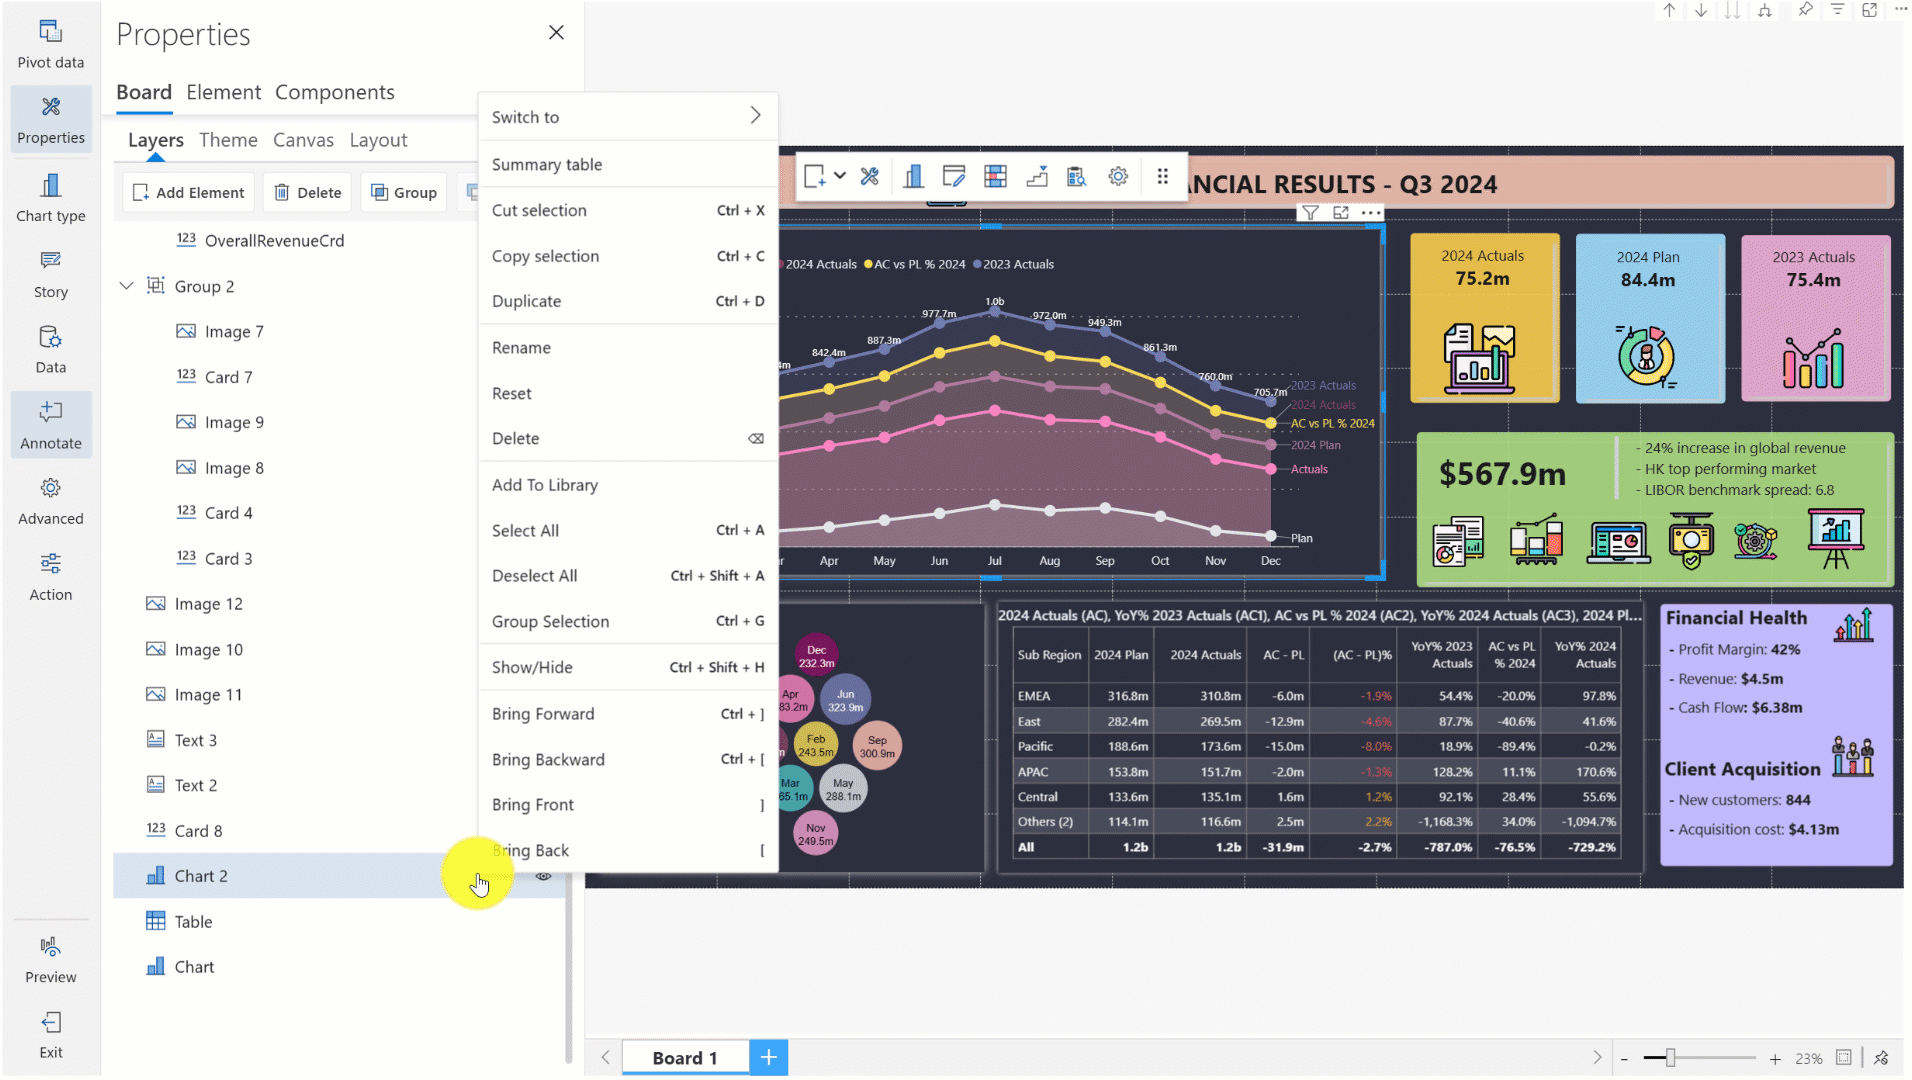 Pivot data
Properties
Chart type
Story
Data
Annotate
Advanced
Action
Preview
Exit
Properties
Board Element Components
Layers Theme Canvas Layout
Add Element Delete Group
123 OverallRevenueCrd
Group 2
Image 7
123 Card 7
Image 9
Image 8
123 Card 4
123 Card 3
Image 12
Image 10
Image 11
Text 3
Text 2
123 Card 8
Chart 2
Table
Chart
Switch to
Summary table
Cut selection Ctrl + X
Copy selection Ctrl + C
Duplicate Ctrl + D
Rename
Reset
Delete
Add To Library
Select All Ctrl + A
Deselect All Ctrl + Shift + A
Group Selection Ctrl + G
Show/Hide Ctrl + Shift + H
Bring Forward Ctrl + ]
Bring Backward Ctrl + [
Bring Front ]
Bring Back [
NCIAL RESULTS - Q3 2024
2024 Actuals AC vs PL % 2024 2023 Actuals
4m
842.4m
887.3m
977.7m
1.0b
972.0m
949.3m
861.3m
760.0m
705.7m
2023 Actuals
2024 Actuals
AC vs PL % 2024
2024 Plan
Actuals
Plan
r Apr May Jun Jul Aug Sep Oct Nov Dec
2024 Actuals
75.2m
2024 Plan
84.4m
2023 Actuals
75.4m
$567.9m
- 24% increase in global revenue
- HK top performing market
- LIBOR benchmark spread: 6.8
Dec
232.3m
Apr
83.2m
Jun
323.9m
Feb
243.5m
Sep
300.9m
Mar
65.1m
May
288.1m
Nov
249.5m
2024 Actuals (AC), YoY% 2023 Actuals (AC1), AC vs PL % 2024 (AC2), YoY% 2024 Actuals (AC3), 2024 Pl...
Sub Region 2024 Plan 2024 Actuals AC - PL (AC - PL)% YoY% 2023 Actuals AC vs PL % 2024 YoY% 2024 Actuals
EMEA 316.8m 310.8m -6.0m -1.9% 54.4% -20.0% 97.8%
East 282.4m 269.5m -12.9m -4.6% 87.7% -40.6% 41.6%
Pacific 188.6m 173.6m -15.0m -8.0% 18.9% -89.4% -0.2%
APAC 153.8m 151.7m -2.0m -1.3% 128.2% 11.1% 170.6%
Central 133.6m 135.1m 1.6m 1.2% 92.1% 28.4% 55.6%
Others (2) 114.1m 116.6m 2.5m 2.2% -1,168.3% 34.0% -1,094.7%
All 1.2b 1.2b -31.9m -2.7% -787.0% -76.5% -729.2%
Financial Health
- Profit Margin: 42%
- Revenue: $4.5m
- Cash Flow: $6.38m
Client Acquisition
- New customers: 844
- Acquisition cost: $4.13m
Board 1 +
- + 23%